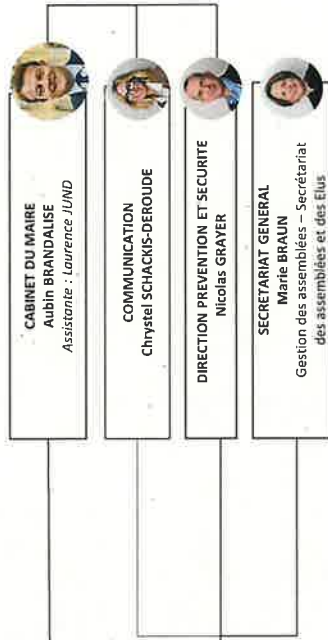 CABINET DU MAIRE
Aubin BRANDALISE
Assistante : Laurence JUND
COMMUNICATION
Chrystel SCHACKIS-DEROUDE
DIRECTION PREVENTION ET SECURITE
Nicolas GRAYER
SECRETARIAT GENERAL
Marie BRAUN
Gestion des assemblées – Secrétariat
des assemblées et des Elus